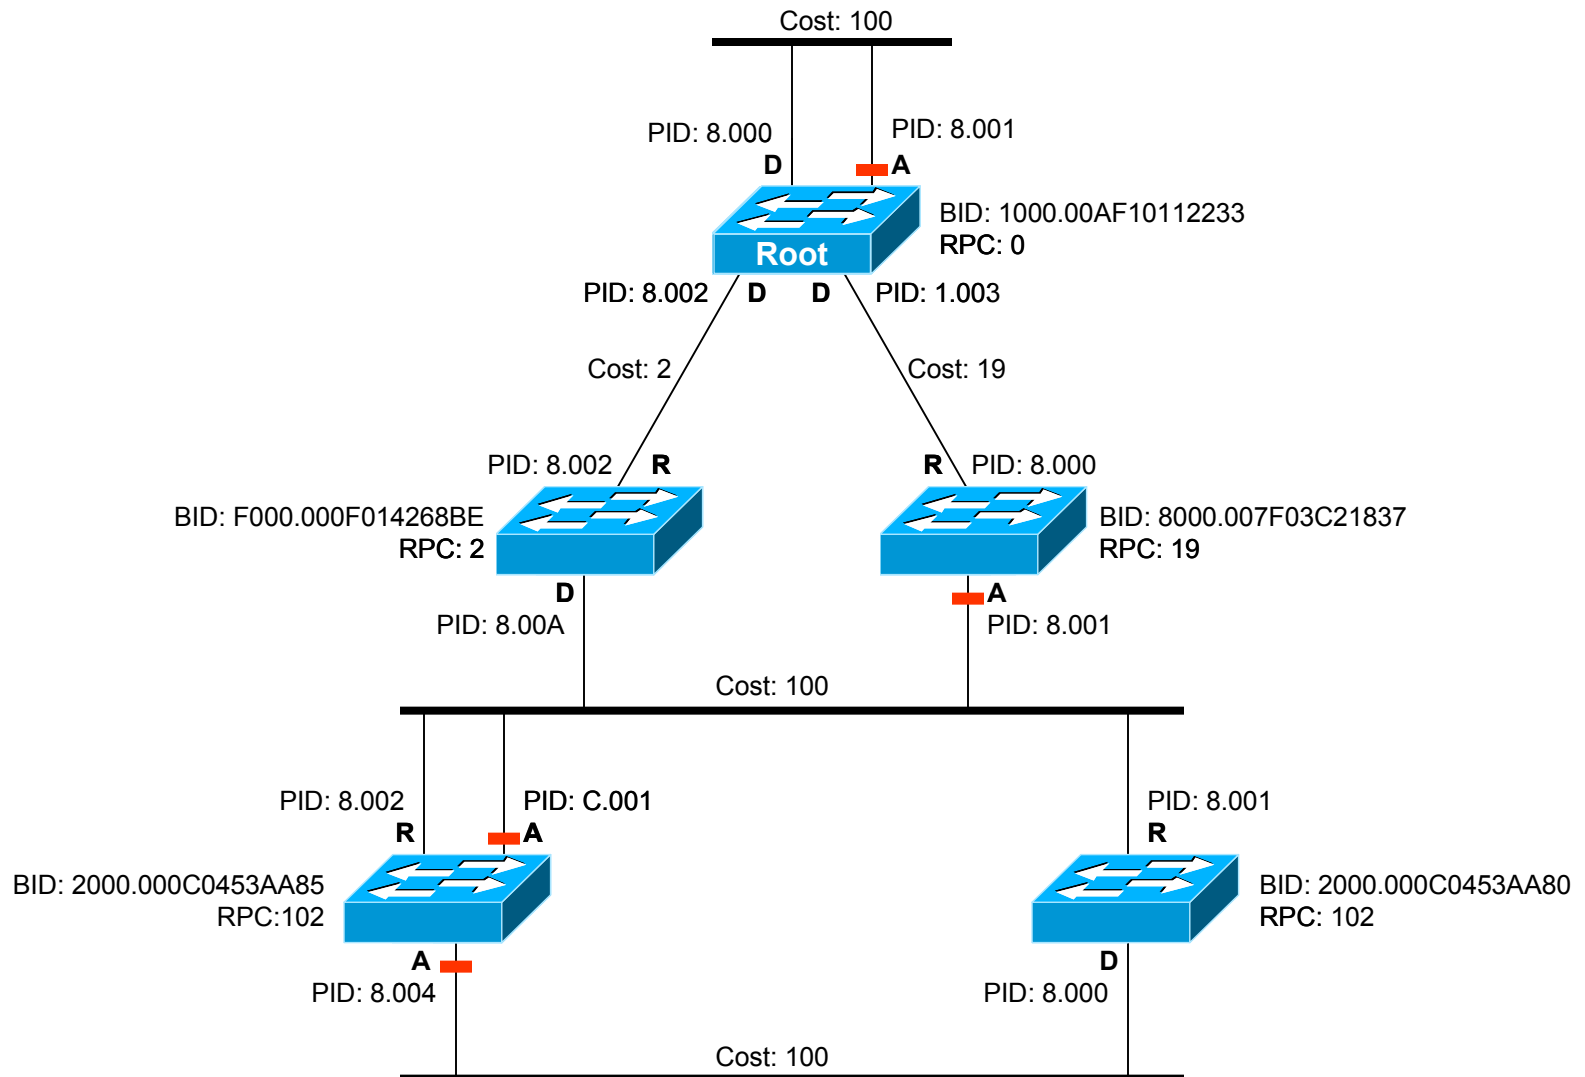 Cost: 100
PID: 8.000
PID: 8.001
D
A
BID: 1000.00AF10112233
RPC: 0
Root
PID: 8.002
D
D
PID: 1.003
Cost: 2
Cost: 19
PID: 8.002
R
R
PID: 8.000
BID: F000.000F014268BE
RPC: 2
BID: 8000.007F03C21837
RPC: 19
D
PID: 8.00A
A
PID: 8.001
Cost: 100
PID: 8.002
R
PID: C.001
A
PID: 8.001
R
BID: 2000.000C0453AA85
RPC:102
BID: 2000.000C0453AA80
RPC: 102
A
PID: 8.004
D
PID: 8.000
Cost: 100